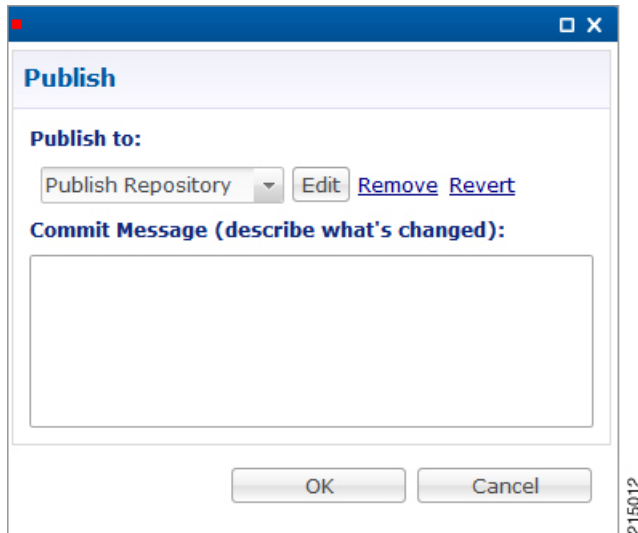 Publish
Publish to:
Publish Repository Edit Remove Revert
Commit Message (describe what's changed):
OK Cancel
215012